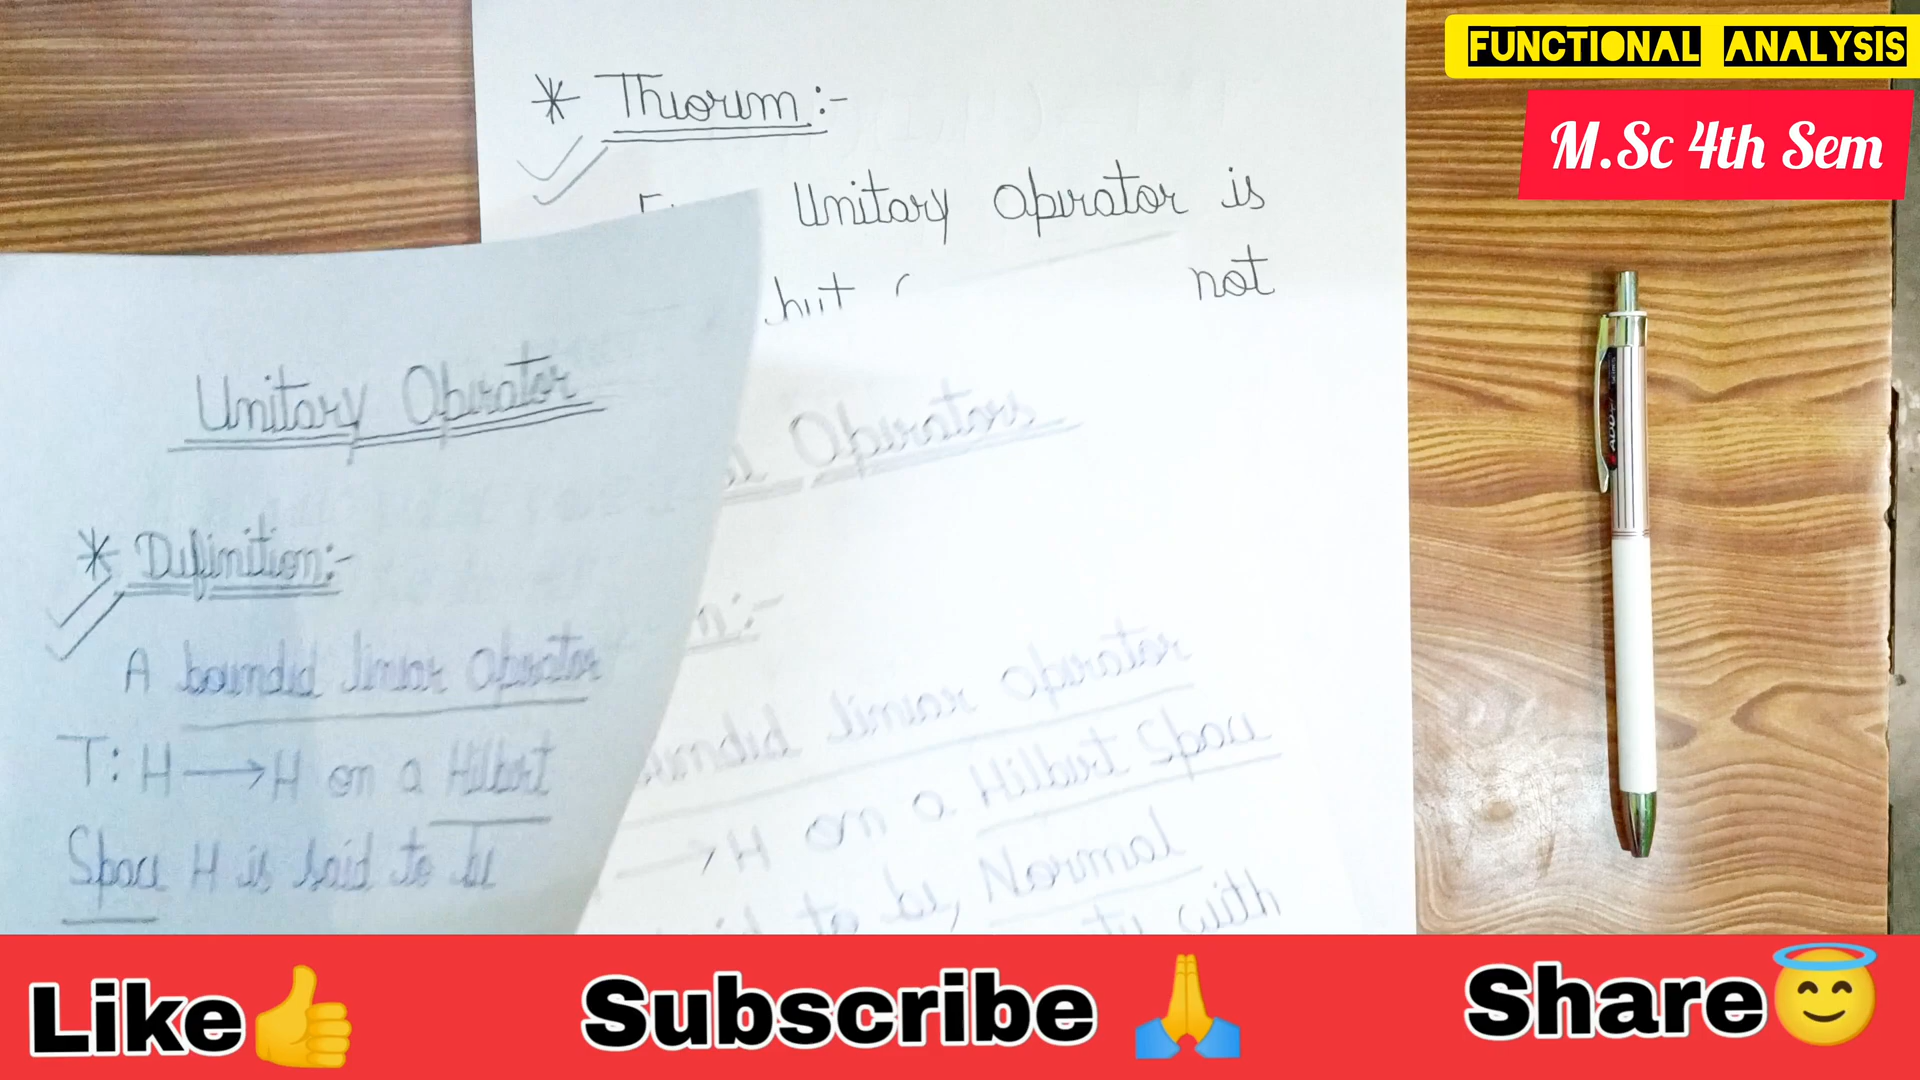 FUNCTIONAL ANALYSIS
M.Sc 4th Sem
* Theorem:-
Unitary Operator is
but
not
Unitary Operator
* Definition:-
A bounded linear Operator
T: H → H on a Hilbert
Space H is said to be
Operators
linear Operator
H on a Hilbert Space
to be, Normal
with
Like👍
Subscribe 🙏
Share😇